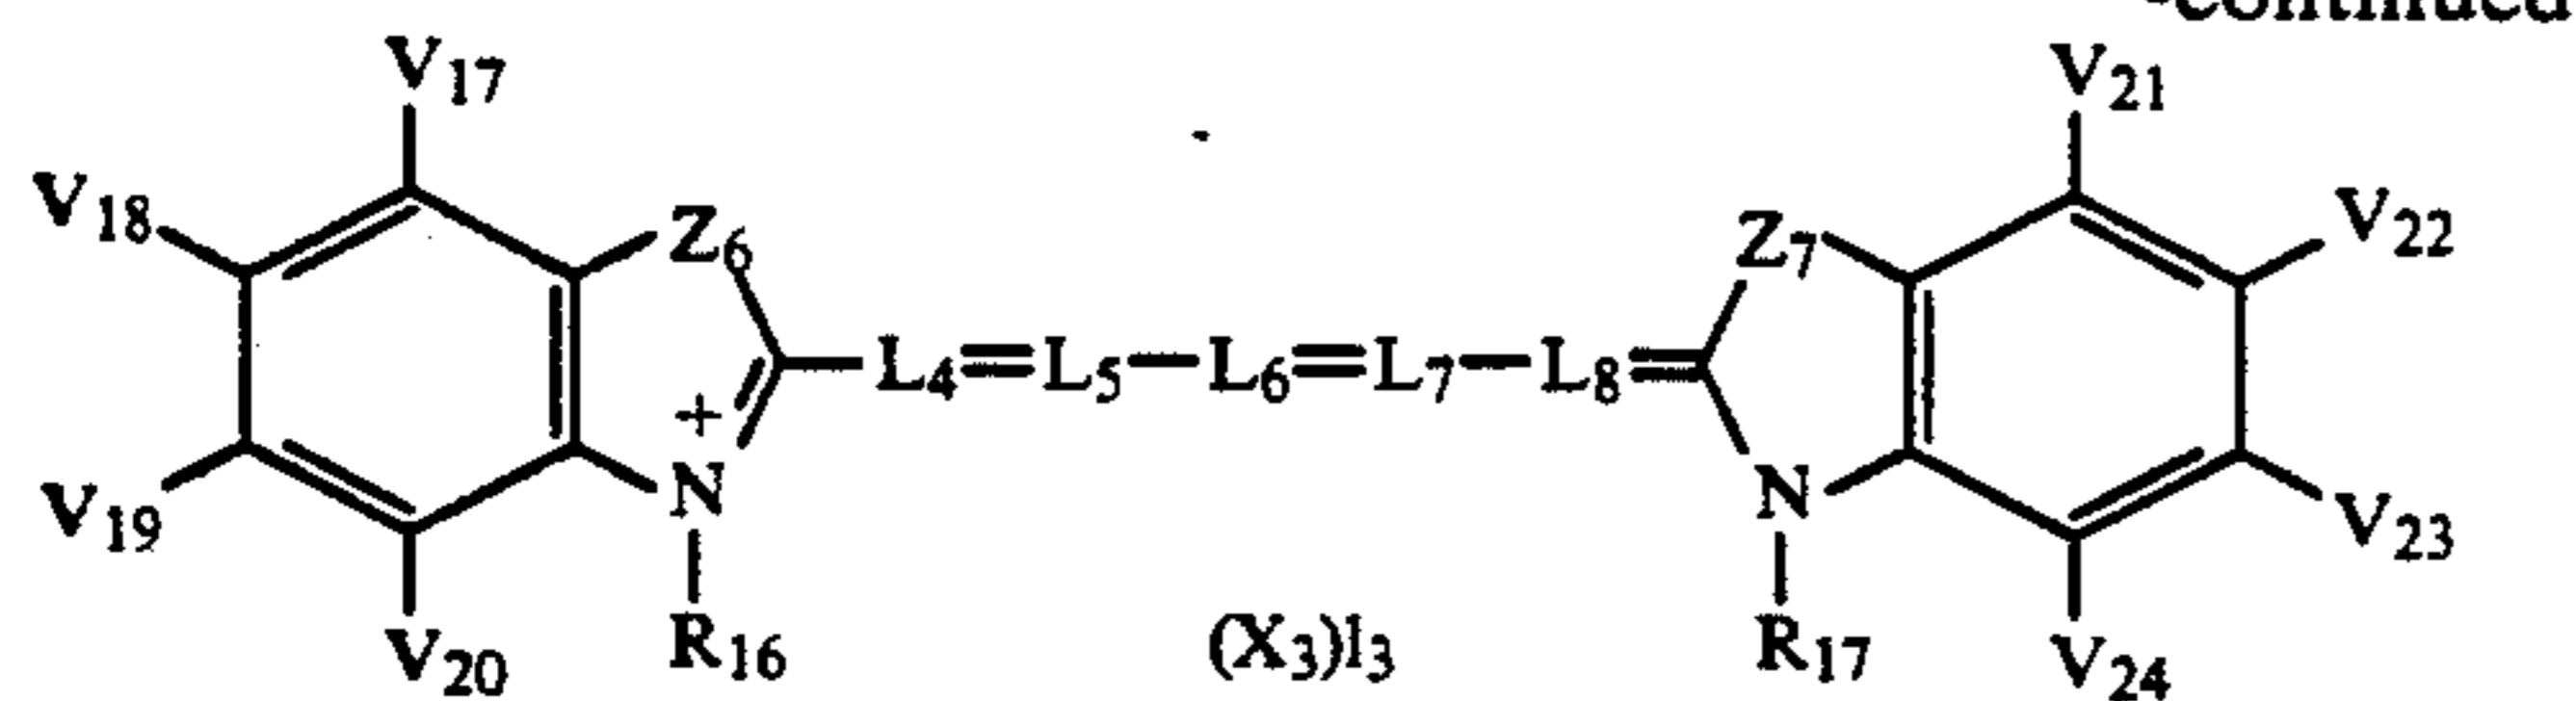 -continued
V17 V21
V18 Z6 Z7 V22
L4=L5—L6=L7—L8=
+
V19 N N V23
V20 R16 (X3)l3 R17 V24